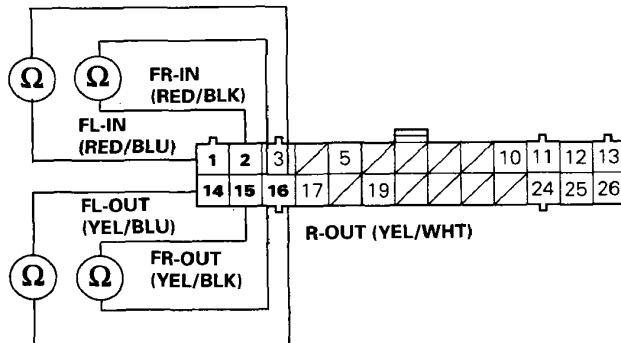 Ω Ω
FR-IN
(RED/BLK)
FL-IN
(RED/BLU)
1 2 3 5 10 11 12 13
14 15 16 17 19 24 25 26
FL-OUT
(YEL/BLU)
R-OUT (YEL/WHT)
FR-OUT
(YEL/BLK)
Ω Ω